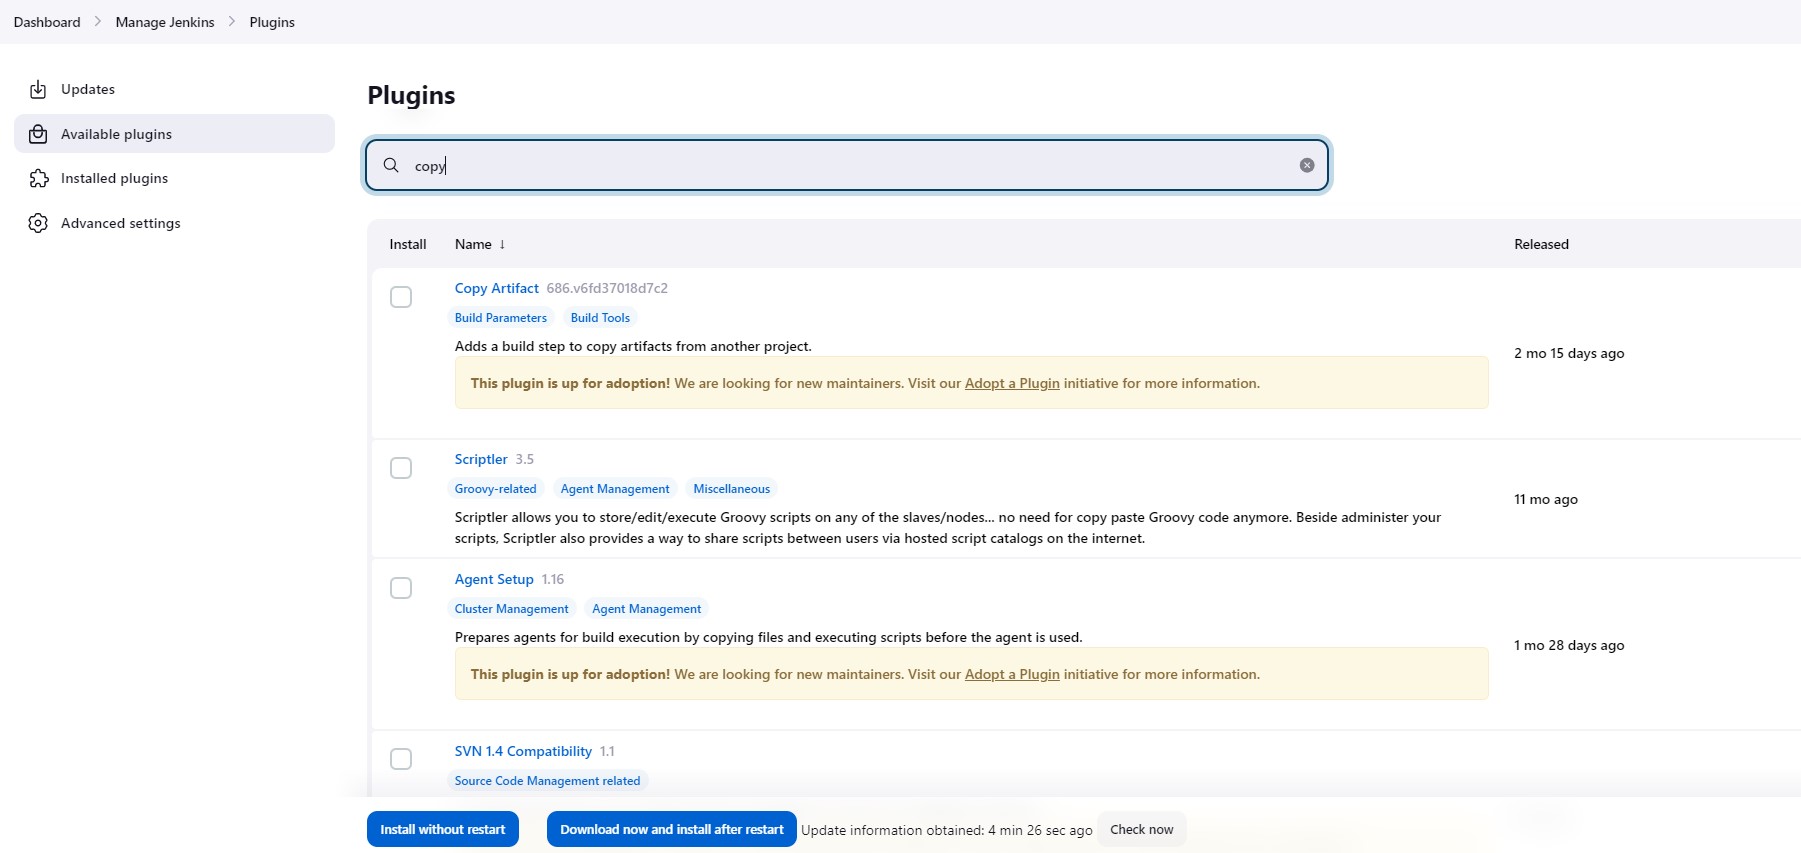 Dashboard > Manage Jenkins > Plugins
Updates
Available plugins
Installed plugins
Advanced settings
Plugins
copy
Install Name ↓ Released
Copy Artifact 686.v6fd37018d7c2
Build Parameters Build Tools
Adds a build step to copy artifacts from another project.
This plugin is up for adoption! We are looking for new maintainers. Visit our Adopt a Plugin initiative for more information.
2 mo 15 days ago
Scriptler 3.5
Groovy-related Agent Management Miscellaneous
Scriptler allows you to store/edit/execute Groovy scripts on any of the slaves/nodes... no need for copy paste Groovy code anymore. Beside administer your
scripts, Scriptler also provides a way to share scripts between users via hosted script catalogs on the internet.
11 mo ago
Agent Setup 1.16
Cluster Management Agent Management
Prepares agents for build execution by copying files and executing scripts before the agent is used.
This plugin is up for adoption! We are looking for new maintainers. Visit our Adopt a Plugin initiative for more information.
1 mo 28 days ago
SVN 1.4 Compatibility 1.1
Source Code Management related
Install without restart Download now and install after restart Update information obtained: 4 min 26 sec ago Check now